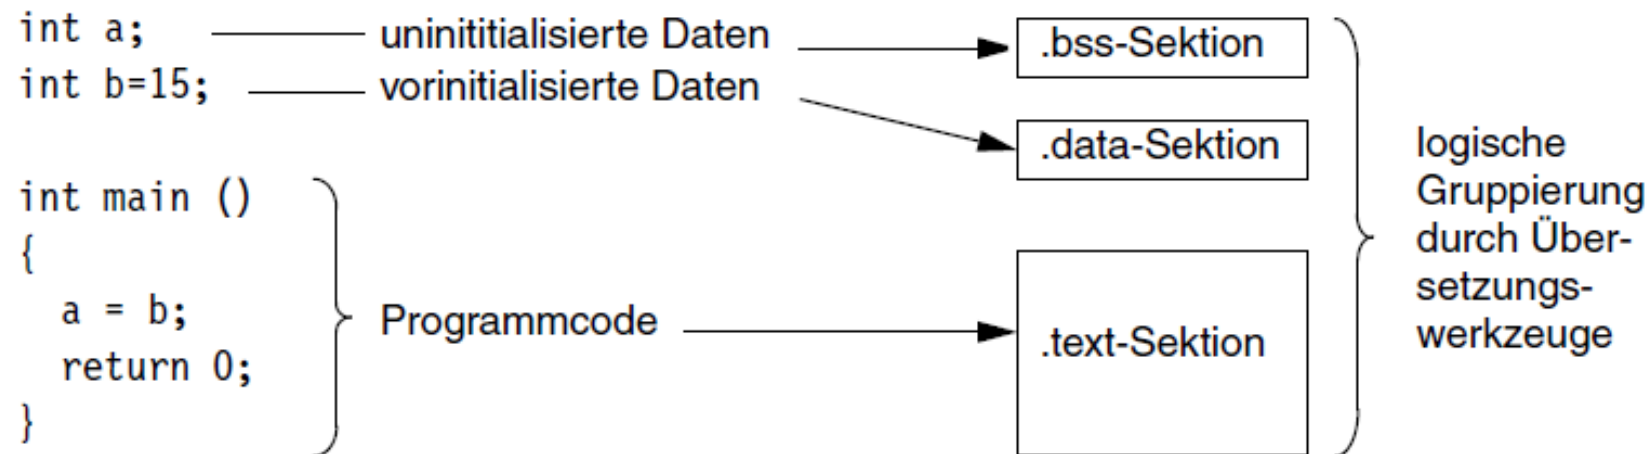 int a;
uninititialisierte Daten
.bss-Sektion
int b=15;
vorinitialisierte Daten
.data-Sektion
int main ()
{
a = b;
return 0;
}
Programmcode
.text-Sektion
logische
Gruppierung
durch Über-
setzungs-
werkzeuge